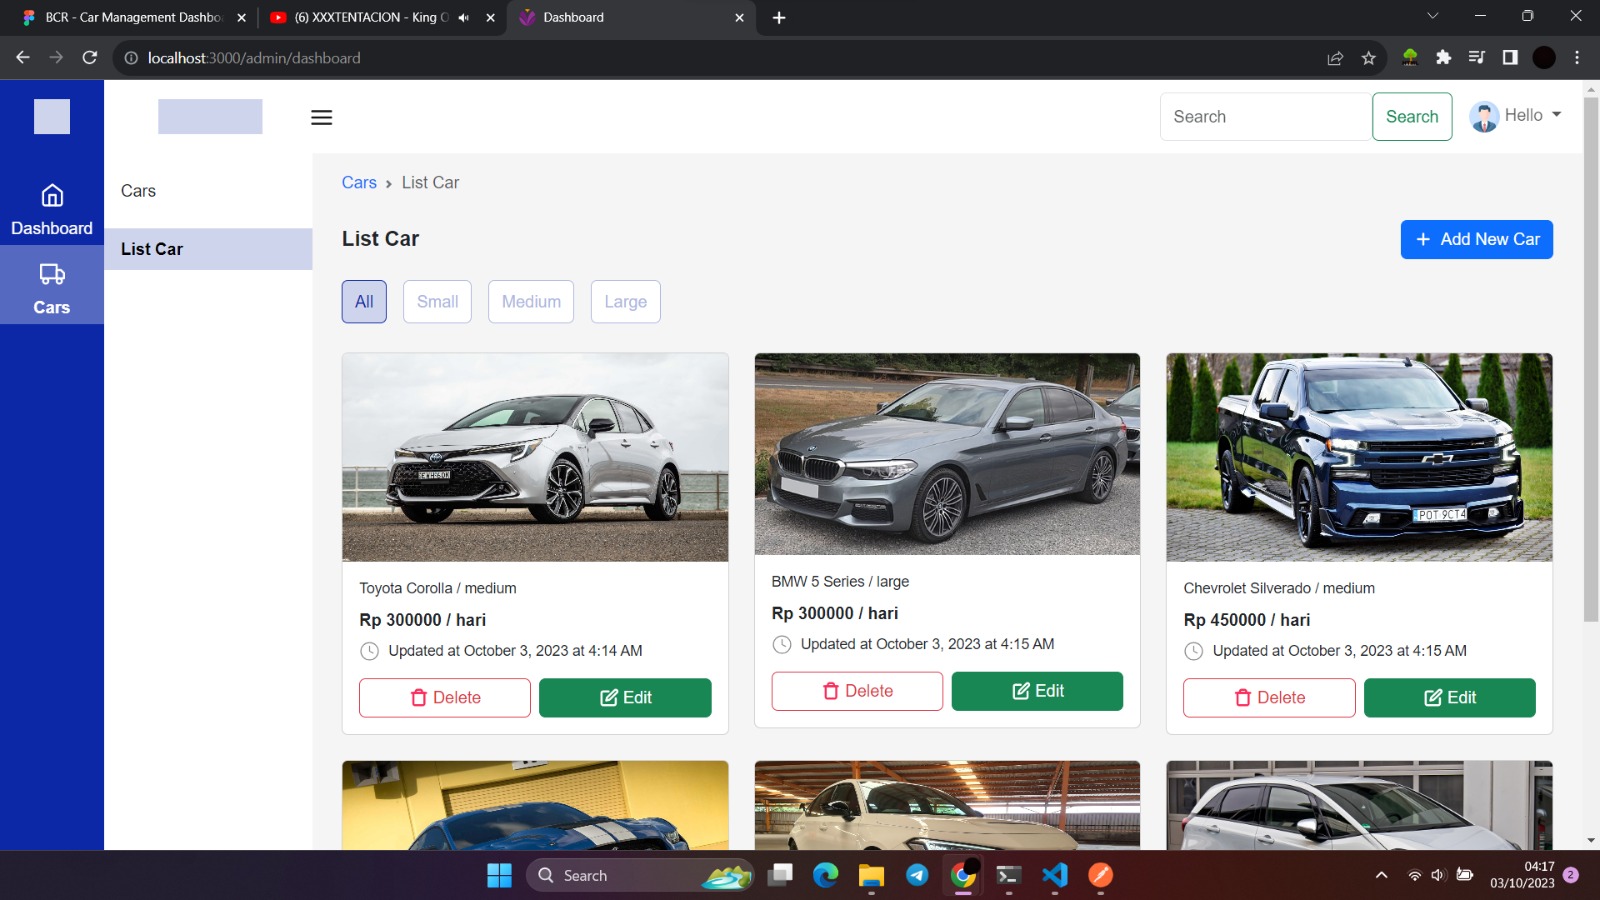 BCR - Car Management Dashbo
(6) XXXTENTACION - King O
Dashboard
localhost:3000/admin/dashboard
Search
Search
Hello
Dashboard
Cars
Cars
List Car
Cars › List Car
List Car
+ Add New Car
All
Small
Medium
Large
Toyota Corolla / medium
Rp 300000 / hari
Updated at October 3, 2023 at 4:14 AM
Delete
Edit
BMW 5 Series / large
Rp 300000 / hari
Updated at October 3, 2023 at 4:15 AM
Delete
Edit
POT 9CT4
Chevrolet Silverado / medium
Rp 450000 / hari
Updated at October 3, 2023 at 4:15 AM
Delete
Edit
Search
04:17
03/10/2023
2